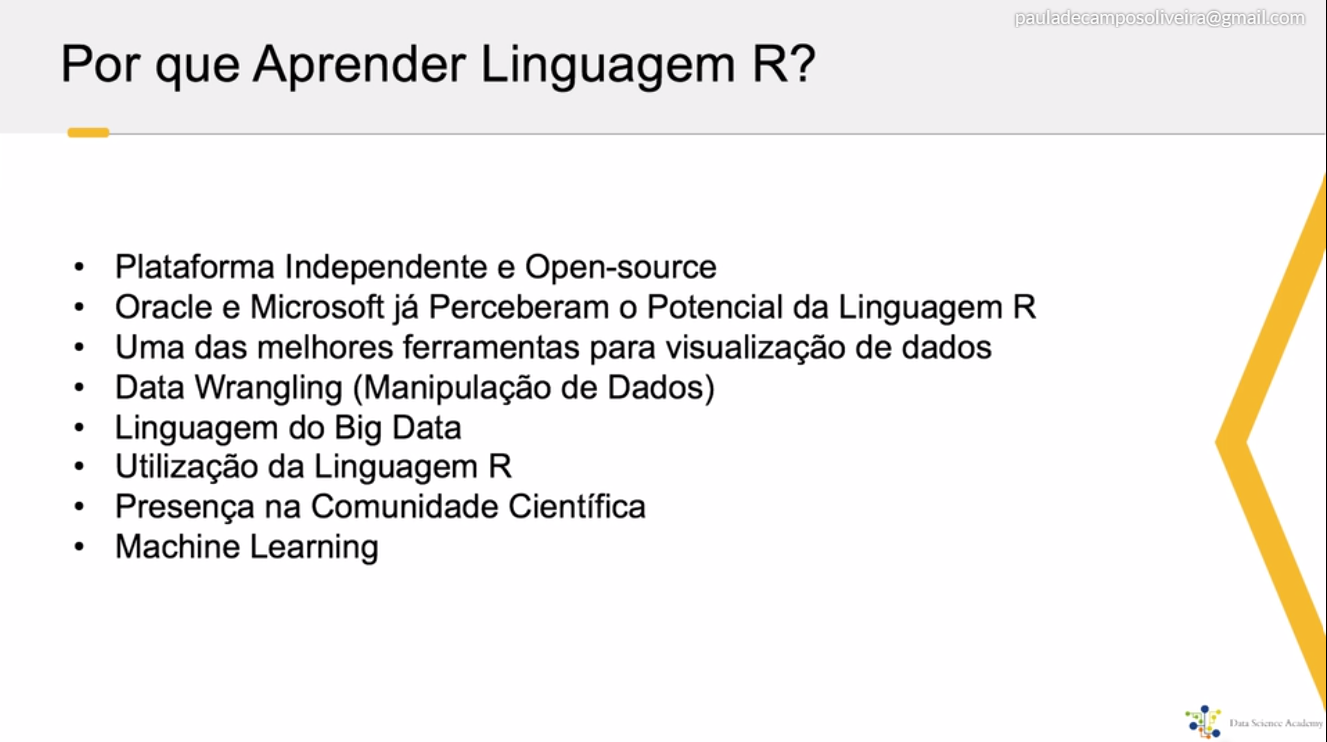 pauladecamposoliveira@gmail.com
Por que Aprender Linguagem R?
• Plataforma Independente e Open-source
• Oracle e Microsoft já Perceberam o Potencial da Linguagem R
• Uma das melhores ferramentas para visualização de dados
• Data Wrangling (Manipulação de Dados)
• Linguagem do Big Data
• Utilização da Linguagem R
• Presença na Comunidade Científica
• Machine Learning
Data Science Academy